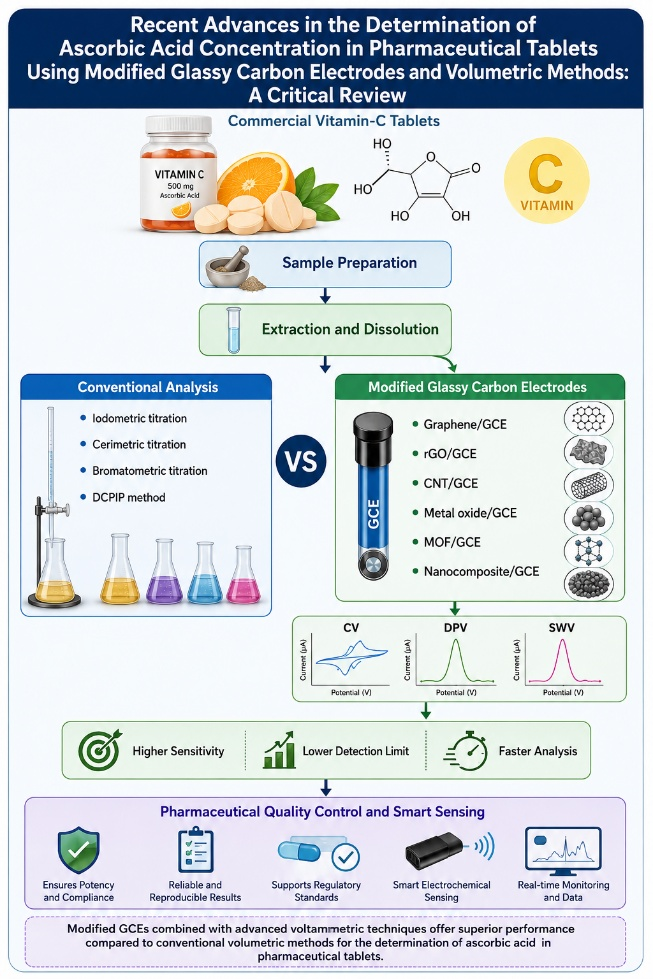 Recent Advances in the Determination of
Ascorbic Acid Concentration in Pharmaceutical Tablets
Using Modified Glassy Carbon Electrodes and Volumetric Methods:
A Critical Review
Commercial Vitamin-C Tablets
VITAMIN C
500 mg
Ascorbic Acid
HO
HO
O
O
HO
OH
C
VITAMIN
Sample Preparation
Extraction and Dissolution
Conventional Analysis
Iodometric titration
Cerimetric titration
Bromatometric titration
DCPIP method
VS
Modified Glassy Carbon Electrodes
GCE
Graphene/GCE
rGO/GCE
CNT/GCE
Metal oxide/GCE
MOF/GCE
Nanocomposite/GCE
CV
Current (µA)
Potential (V)
DPV
Current (µA)
Potential (V)
SWV
Current (µA)
Potential (V)
Higher Sensitivity
Lower Detection Limit
Faster Analysis
Pharmaceutical Quality Control and Smart Sensing
Ensures Potency
and Compliance
Reliable and
Reproducible Results
Supports Regulatory
Standards
Smart Electrochemical
Sensing
Real-time Monitoring
and Data
Modified GCEs combined with advanced voltammetric techniques offer superior performance
compared to conventional volumetric methods for the determination of ascorbic acid in
pharmaceutical tablets.